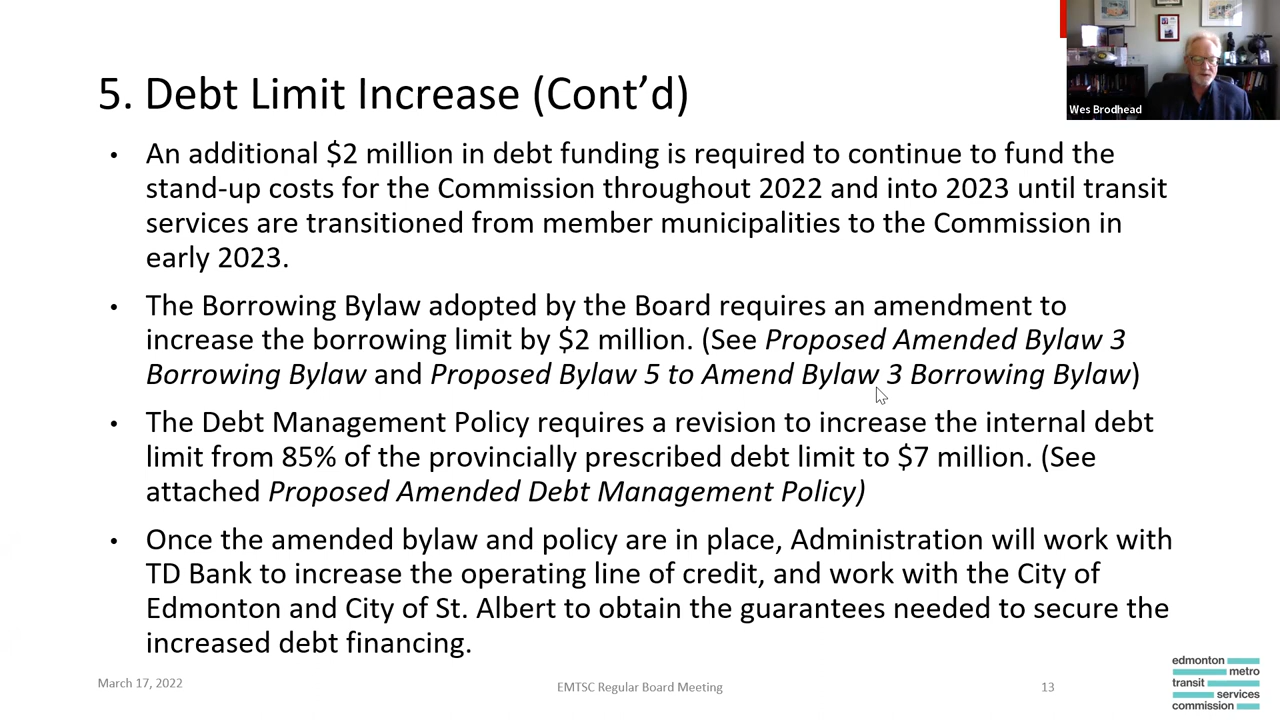 5. Debt Limit Increase (Cont’d)
Wes Brodhead
• An additional $2 million in debt funding is required to continue to fund the
stand-up costs for the Commission throughout 2022 and into 2023 until transit
services are transitioned from member municipalities to the Commission in
early 2023.
• The Borrowing Bylaw adopted by the Board requires an amendment to
increase the borrowing limit by $2 million. (See Proposed Amended Bylaw 3
Borrowing Bylaw and Proposed Bylaw 5 to Amend Bylaw 3 Borrowing Bylaw)
• The Debt Management Policy requires a revision to increase the internal debt
limit from 85% of the provincially prescribed debt limit to $7 million. (See
attached Proposed Amended Debt Management Policy)
• Once the amended bylaw and policy are in place, Administration will work with
TD Bank to increase the operating line of credit, and work with the City of
Edmonton and City of St. Albert to obtain the guarantees needed to secure the
increased debt financing.
March 17, 2022
EMTSC Regular Board Meeting
13
edmonton
metro
transit
services
commission